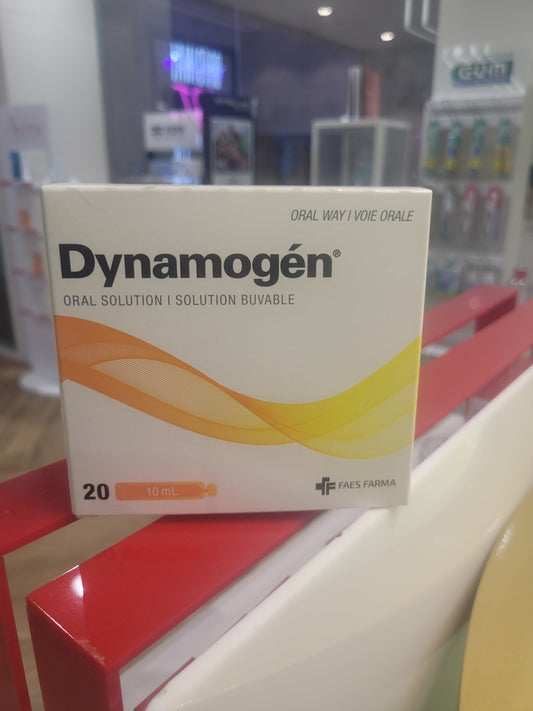 GUM
ORAL WAY I VOIE ORALE
Dynamogén®
ORAL SOLUTION I SOLUTION BUVABLE
20 10 mL
FAES FARMA